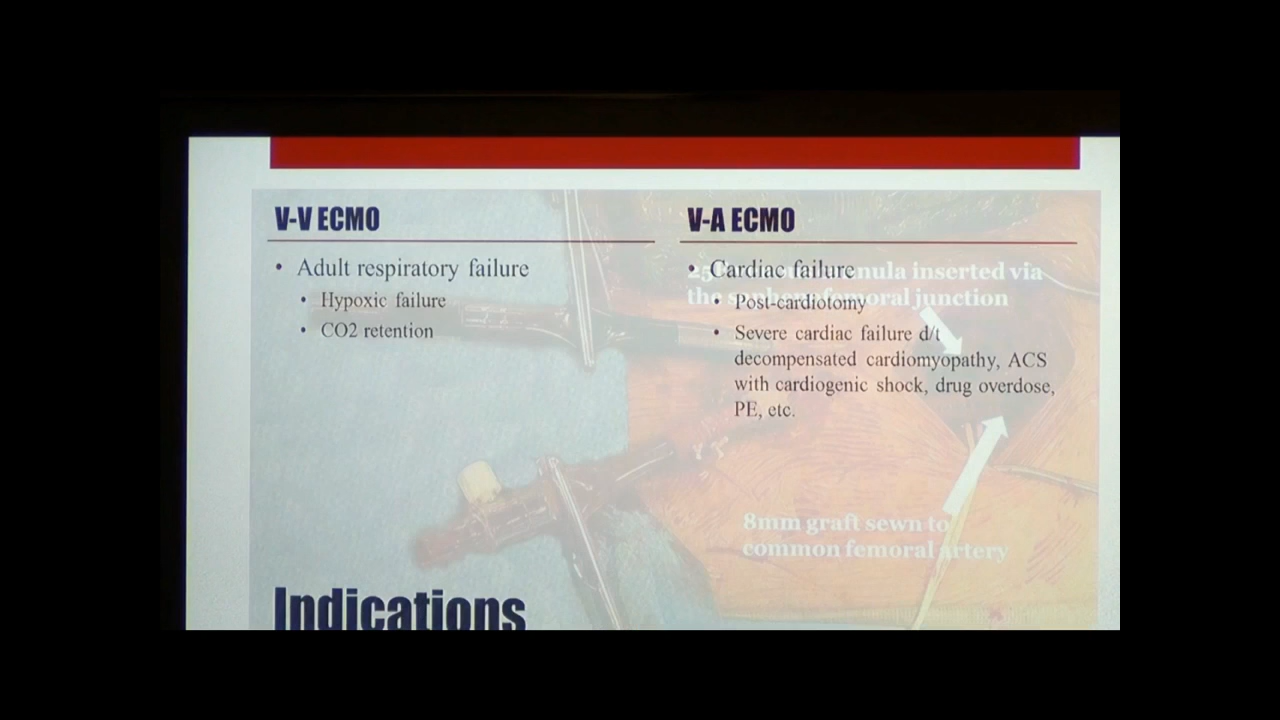 V-V ECMO
• Adult respiratory failure
• Hypoxic failure
• CO2 retention
V-A ECMO
• Cardiac failure
• Post-cardiotomy
• Severe cardiac failure d/t
decompensated cardiomyopathy, ACS
with cardiogenic shock, drug overdose,
PE, etc.
inserted via
the femoral junction
8mm graft sewn to
common femoral artery
Indications